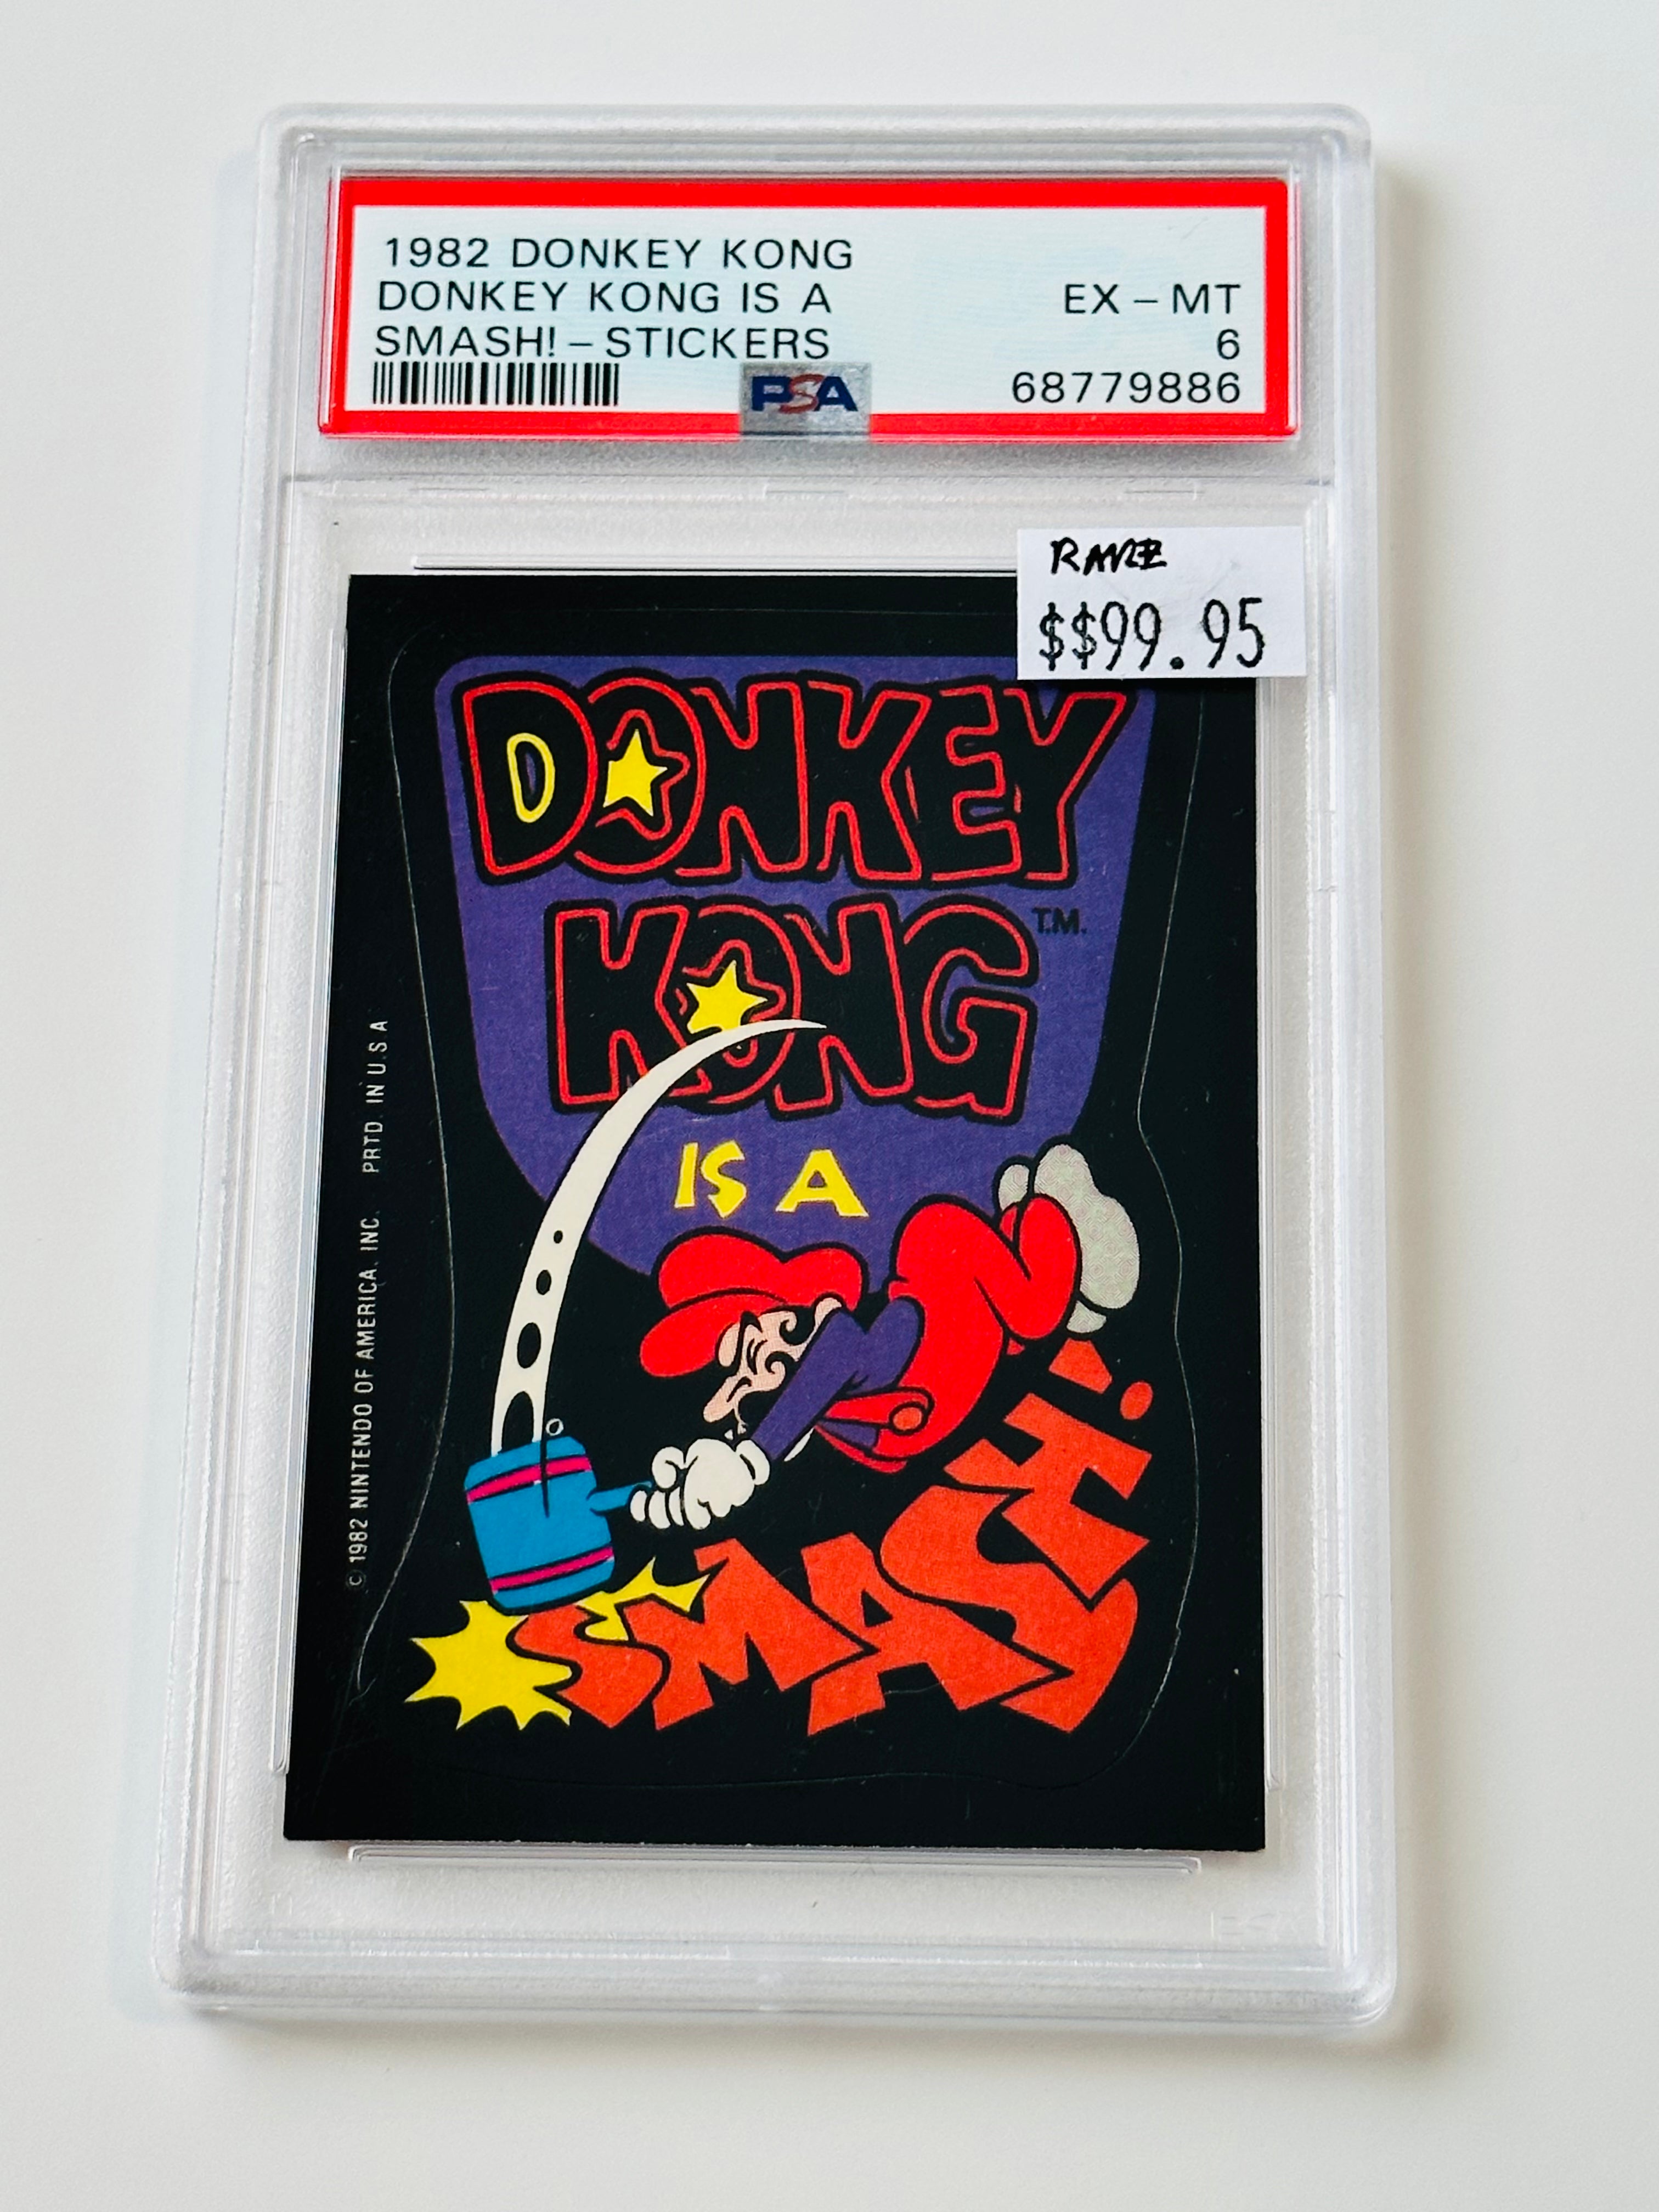 1982 DONKEY KONG
DONKEY KONG IS A
SMASH! - STICKERS
EX - MT
6
68779886
PSA
RARE
$$99.95
DONKEY
KONG T.M.
IS A
SMASH!
© 1982 NINTENDO OF AMERICA, INC. PRTD. IN U.S.A